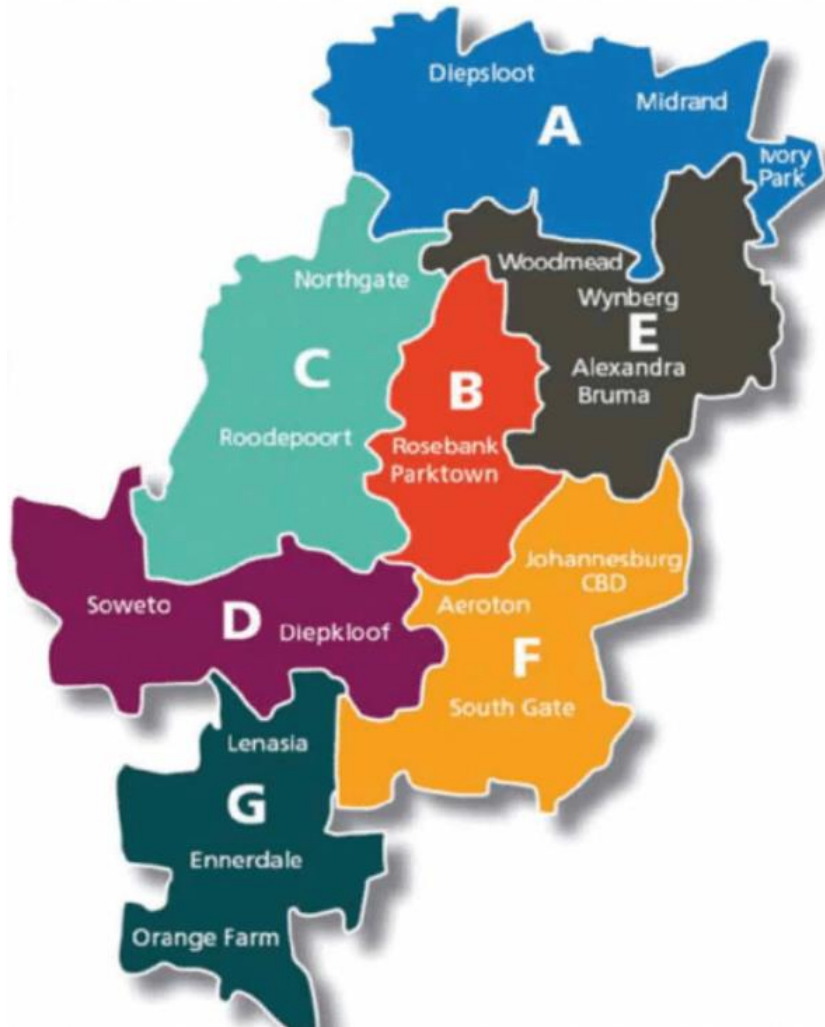 Diepsloot
Midrand
A
Ivory
Park
Woodmead
Northgate
Wynberg
E
C
Alexandra
B
Bruma
Roodepoort
Rosebank
Parktown
Johannesburg
CBD
Soweto
Aeroton
D
Diepkloof
F
South Gate
Lenasia
G
Ennerdale
Orange Farm